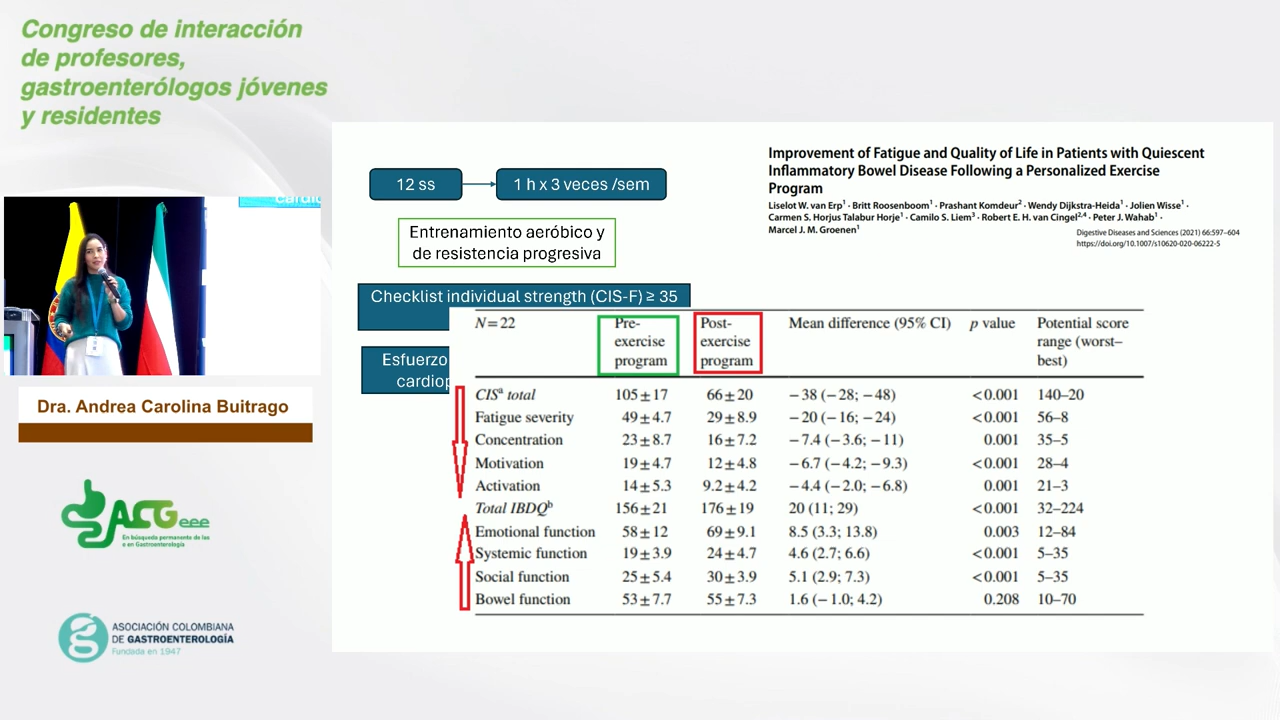 Congreso de interacción
de profesores,
gastroenterólogos jóvenes
y residentes
Dra. Andrea Carolina Buitrago
ACGeee
En búsqueda permanente de las
e en Gastroenterología
ASOCIACIÓN COLOMBIANA
DE GASTROENTEROLOGÍA
Fundada en 1947
12 ss
1 h x 3 veces /sem
Entrenamiento aeróbico y
de resistencia progresiva
Checklist individual strength (CIS-F) ≥ 35
Esfuerzo
cardiop
Improvement of Fatigue and Quality of Life in Patients with Quiescent
Inflammatory Bowel Disease Following a Personalized Exercise
Program
Liselot W. van Erp¹ · Britt Roosenboom¹ · Prashant Komdeur² · Wendy Dijkstra-Heida¹ · Jolien Wisse¹ ·
Carmen S. Horjus Talabur Horje¹ · Camilo S. Liem³ · Robert E. H. van Cingel²,⁴ · Peter J. Wahab¹ ·
Marcel J. M. Groenen¹
Digestive Diseases and Sciences (2021) 66:597–604
https://doi.org/10.1007/s10620-020-06222-5
N=22 Pre-exercise program Post-exercise program Mean difference (95% CI) p value Potential score range (worst–best)
CISᵃ total 105±17 66±20 −38 (−28; −48) <0.001 140–20
Fatigue severity 49±4.7 29±8.9 −20 (−16; −24) <0.001 56–8
Concentration 23±8.7 16±7.2 −7.4 (−3.6; −11) 0.001 35–5
Motivation 19±4.7 12±4.8 −6.7 (−4.2; −9.3) <0.001 28–4
Activation 14±5.3 9.2±4.2 −4.4 (−2.0; −6.8) 0.001 21–3
Total IBDQᵇ 156±21 176±19 20 (11; 29) <0.001 32–224
Emotional function 58±12 69±9.1 8.5 (3.3; 13.8) 0.003 12–84
Systemic function 19±3.9 24±4.7 4.6 (2.7; 6.6) <0.001 5–35
Social function 25±5.4 30±3.9 5.1 (2.9; 7.3) <0.001 5–35
Bowel function 53±7.7 55±7.3 1.6 (−1.0; 4.2) 0.208 10–70